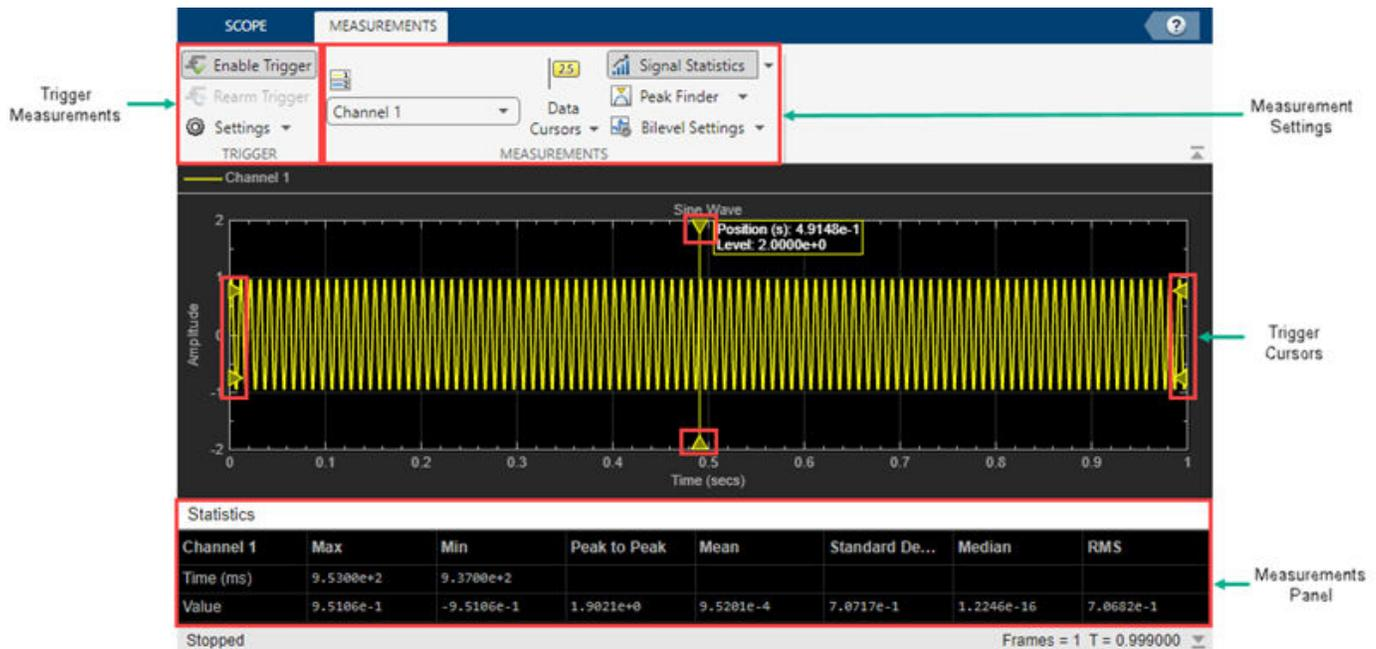 SCOPE MEASUREMENTS ?
Enable Trigger
Rearm Trigger
Settings
TRIGGER
1
2
Channel 1
2.5
Data
Cursors
Signal Statistics
Peak Finder
Bilevel Settings
MEASUREMENTS
Trigger
Measurements
Measurement
Settings
Channel 1
Sine Wave
Position (s): 4.9148e-1
Level: 2.0000e+0
2
1
0
-1
-2
Amplitude
0 0.1 0.2 0.3 0.4 0.5 0.6 0.7 0.8 0.9 1
Time (secs)
Trigger
Cursors
Statistics
Channel 1 Max Min Peak to Peak Mean Standard De... Median RMS
Time (ms) 9.5300e+2 9.3700e+2
Value 9.5106e-1 -9.5106e-1 1.9021e+0 9.5201e-4 7.0717e-1 1.2246e-16 7.0682e-1
Measurements
Panel
Stopped Frames = 1 T = 0.999000